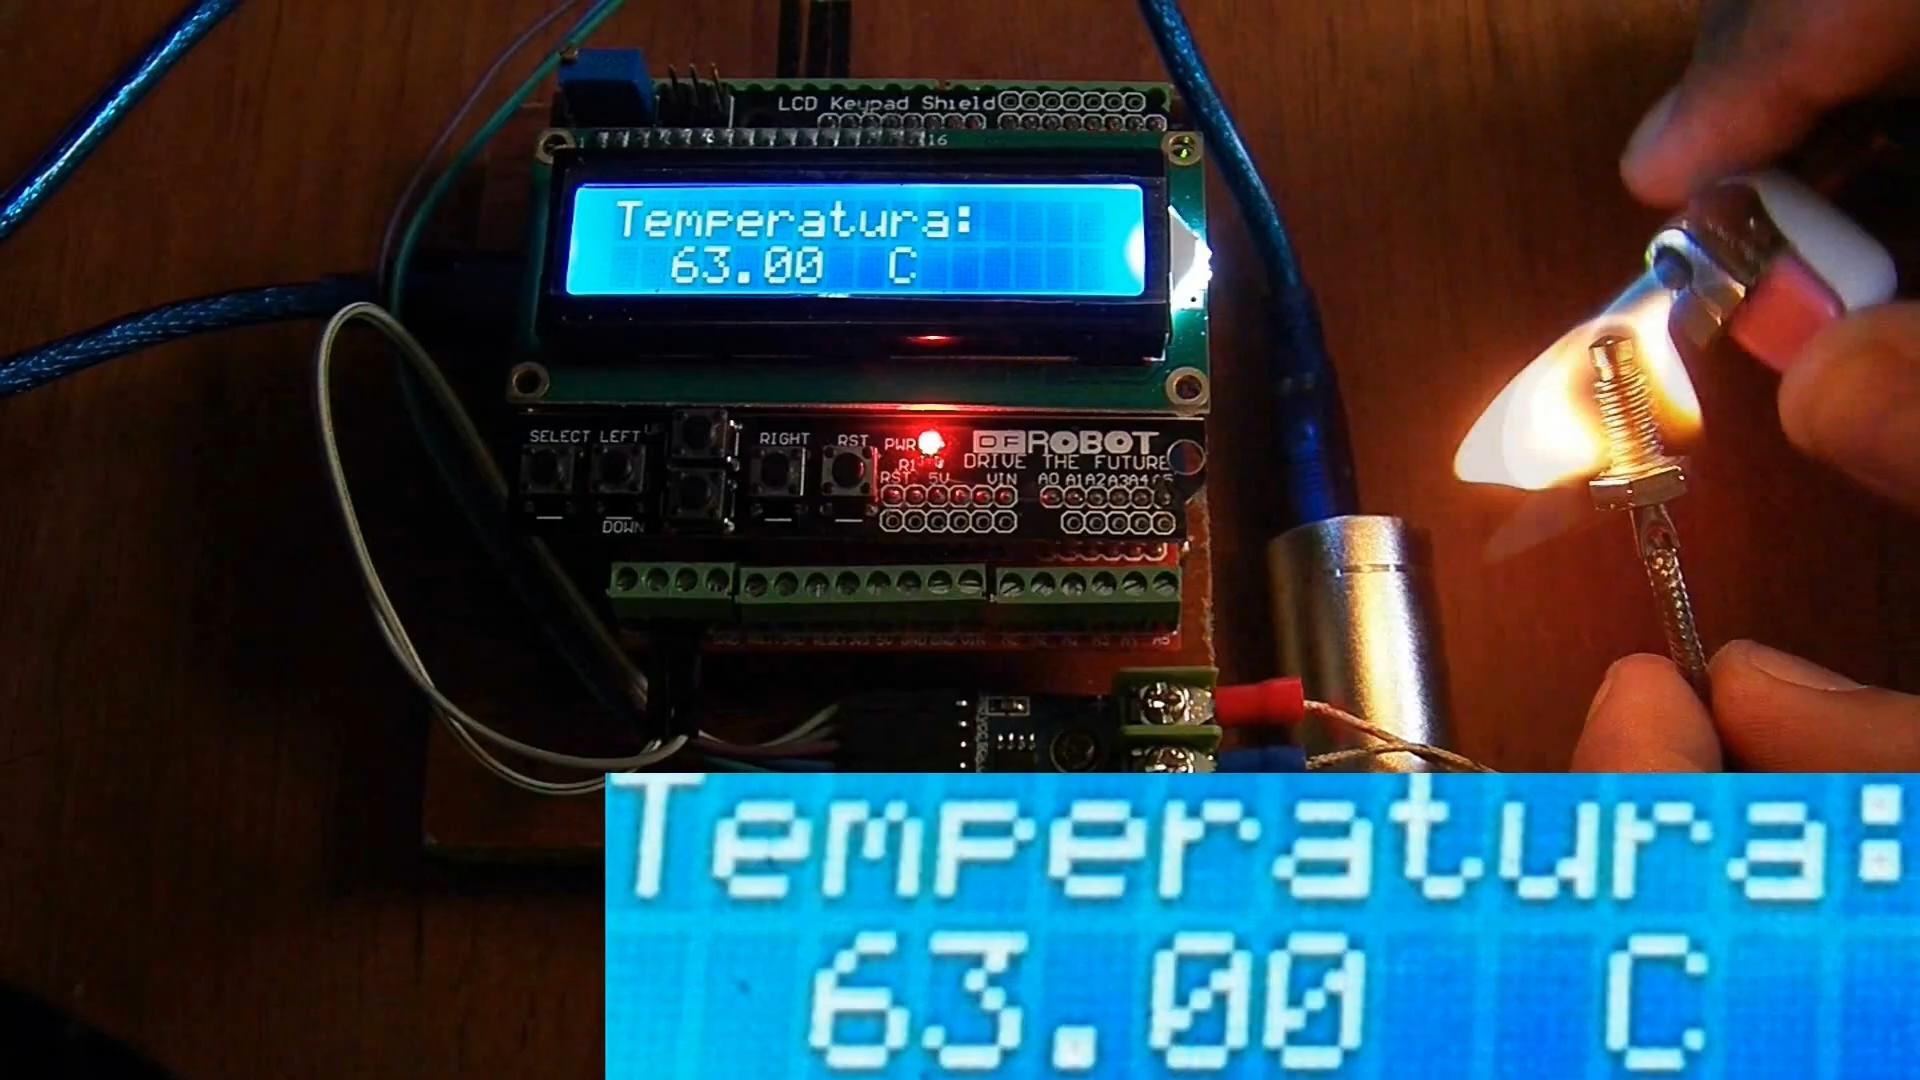 LCD Keypad Shield
16
Temperatura:
63.00 C
SELECT LEFT
RIGHT
RST
PWR
DFROBOT
DRIVE THE FUTURE
RST 5V
VIN
A0 A1 A2 A3 A4
DOWN
Temperatura:
63.00 C